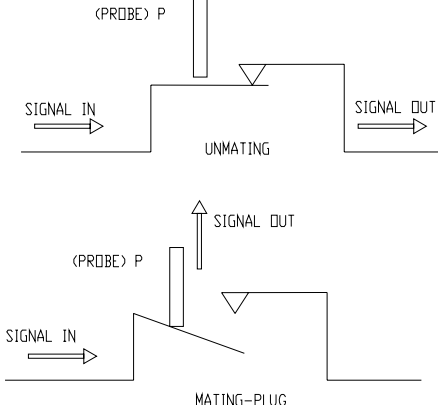 (PROBE) P
SIGNAL IN
SIGNAL OUT
UNMATING
SIGNAL OUT
(PROBE) P
SIGNAL IN
MATING-PLUG